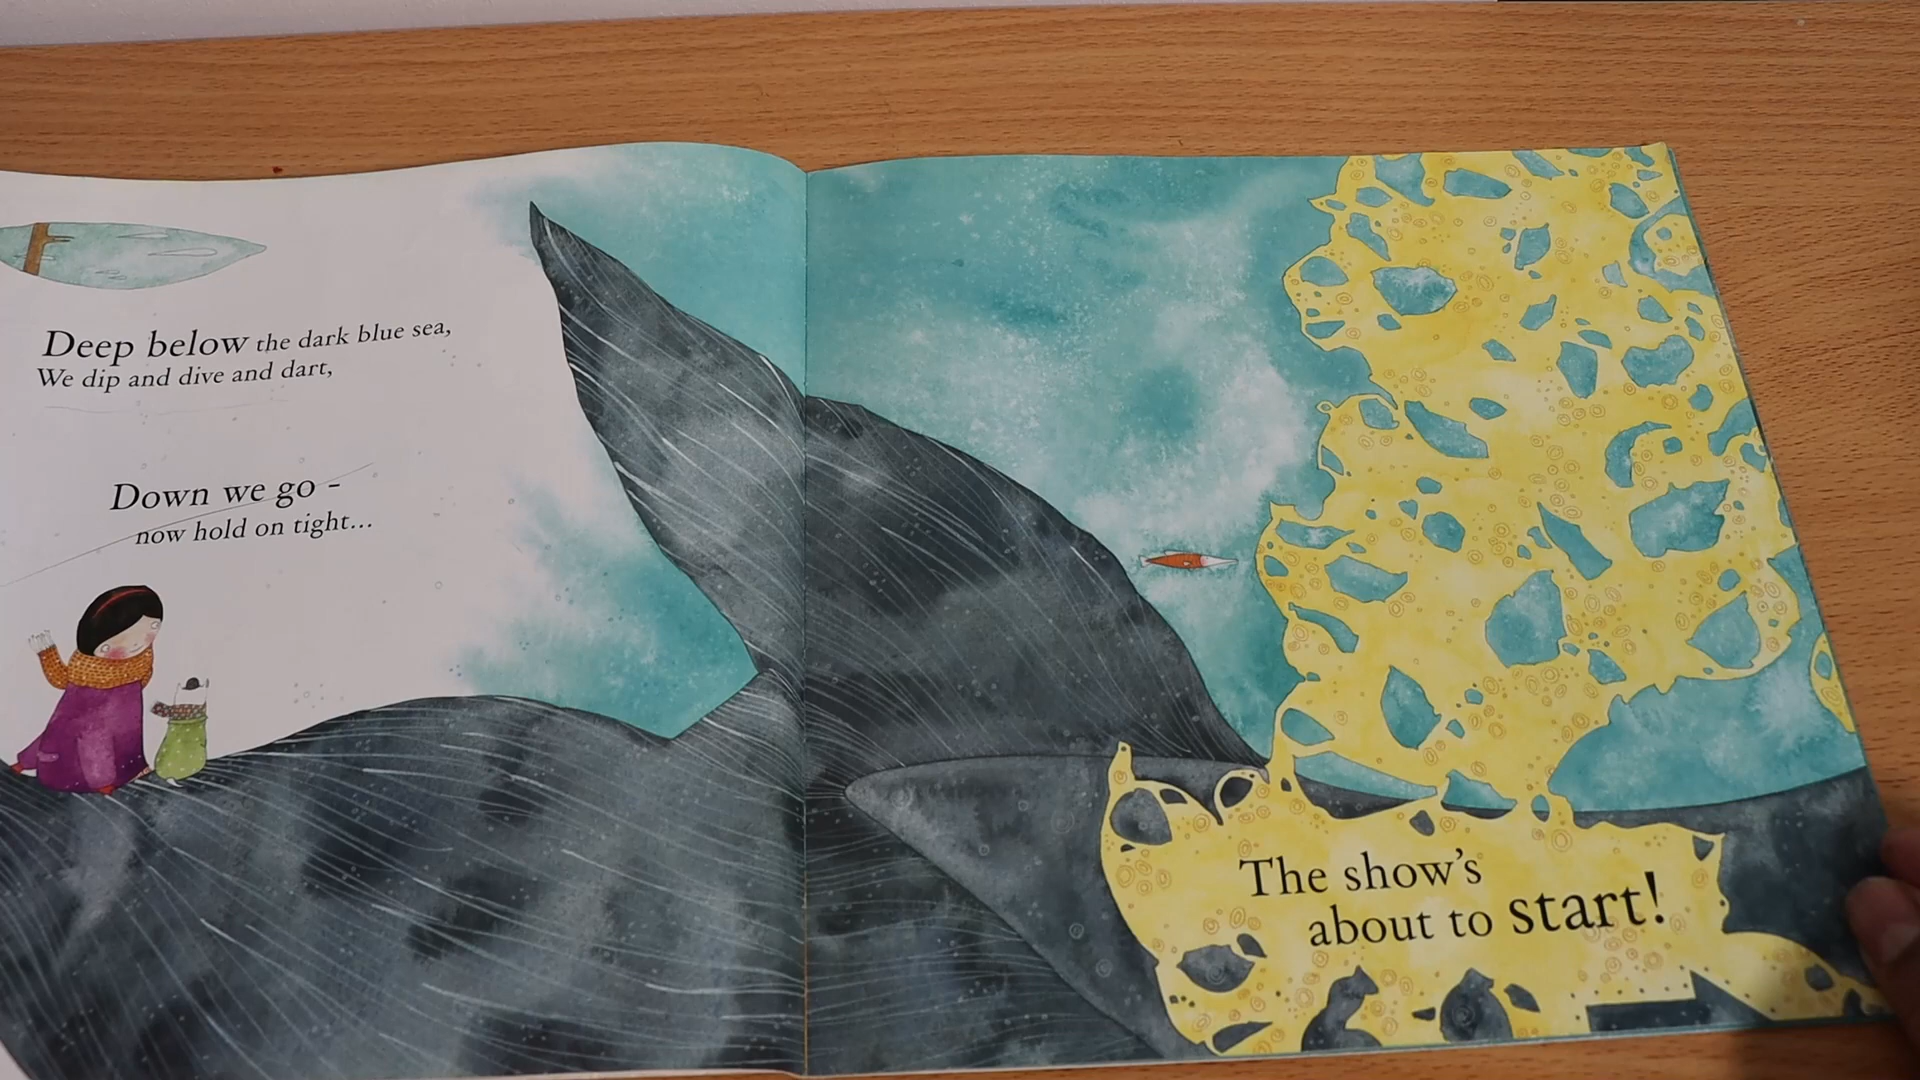 Deep below the dark blue sea,
We dip and dive and dart,
Down we go -
now hold on tight...
The show's
about to start!